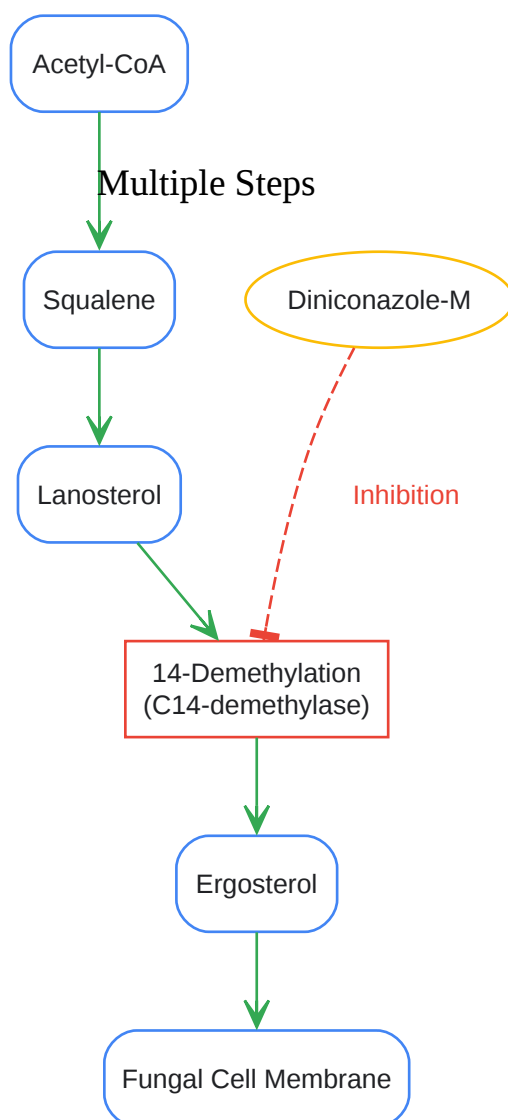 Acetyl-CoA
Multiple Steps
Squalene
Diniconazole-M
Lanosterol
Inhibition
14-Demethylation
(C14-demethylase)
Ergosterol
Fungal Cell Membrane